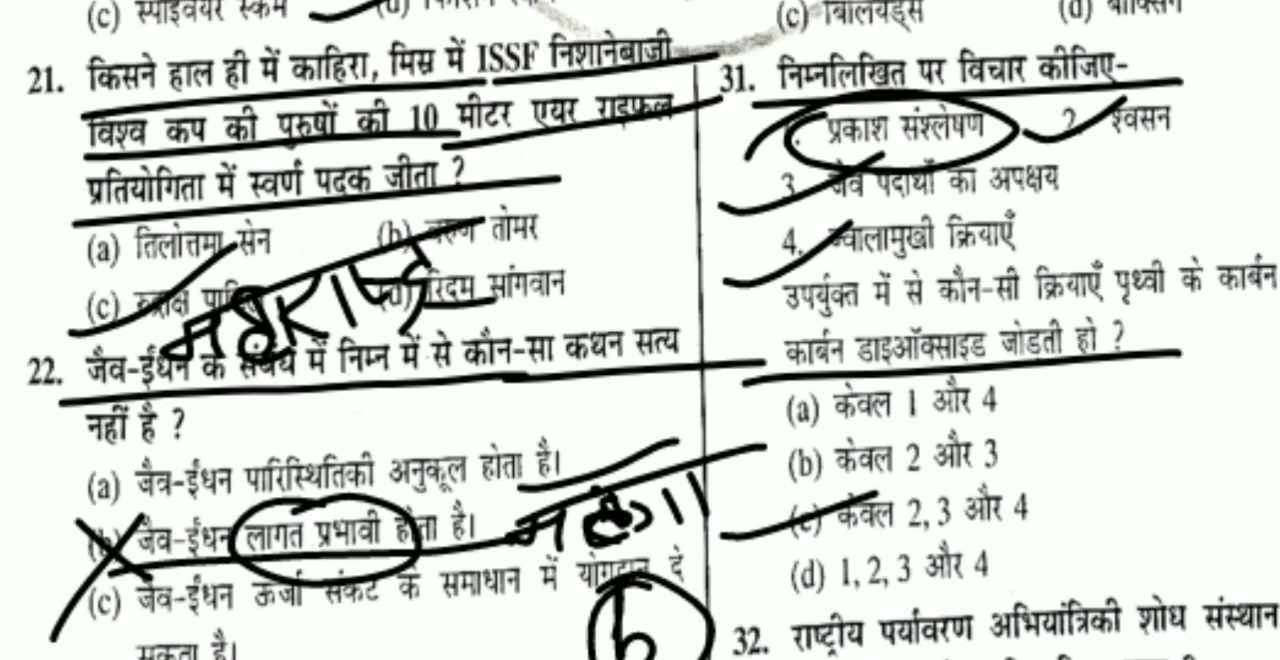 (c) स्पाइवेयर स्कैम
21. किसने हाल ही में काहिरा, मिस्र में ISSF निशानेबाजी
विश्व कप की पुरुषों की 10 मीटर एयर राइफल
प्रतियोगिता में स्वर्ण पदक जीता ?
(a) तिलोत्तमा सेन (b) वरुण तोमर
(c) रुद्राक्ष (d) रिदम सांगवान
महाराष्ट्र
22. जैव-ईंधन के संबंध में निम्न में से कौन-सा कथन सत्य
नहीं है ?
(a) जैव-ईंधन पारिस्थितिकी अनुकूल होता है।
(b) जैव-ईंधन लागत प्रभावी होता है।
(c) जैव-ईंधन ऊर्जा संकट के समाधान में योगदान दे
सकता है।
b
(c) बिलियर्ड्स (d) बॉक्सिंग
31. निम्नलिखित पर विचार कीजिए-
प्रकाश संश्लेषण 2. श्वसन
3. जैव पदार्थों का अपक्षय
4. ज्वालामुखी क्रियाएँ
उपर्युक्त में से कौन-सी क्रियाएँ पृथ्वी के कार्बन
कार्बन डाइऑक्साइड जोड़ती हो ?
(a) केवल 1 और 4
(b) केवल 2 और 3
(c) केवल 2, 3 और 4
(d) 1, 2, 3 और 4
32. राष्ट्रीय पर्यावरण अभियांत्रिकी शोध संस्थान